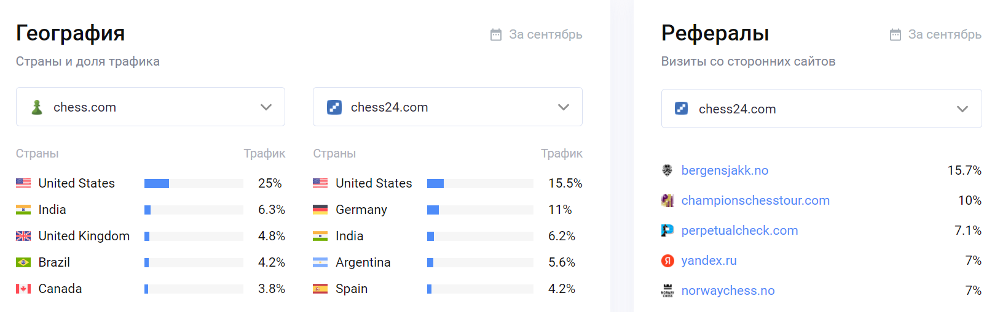 География
За сентябрь
Страны и доля трафика
chess.com
chess24.com
Страны Трафик
United States 25%
India 6.3%
United Kingdom 4.8%
Brazil 4.2%
Canada 3.8%
Страны Трафик
United States 15.5%
Germany 11%
India 6.2%
Argentina 5.6%
Spain 4.2%
Рефералы
За сентябрь
Визиты со сторонних сайтов
chess24.com
bergensjakk.no 15.7%
championschesstour.com 10%
perpetualcheck.com 7.1%
Я yandex.ru 7%
NORWAY
CHESS
norwaychess.no 7%